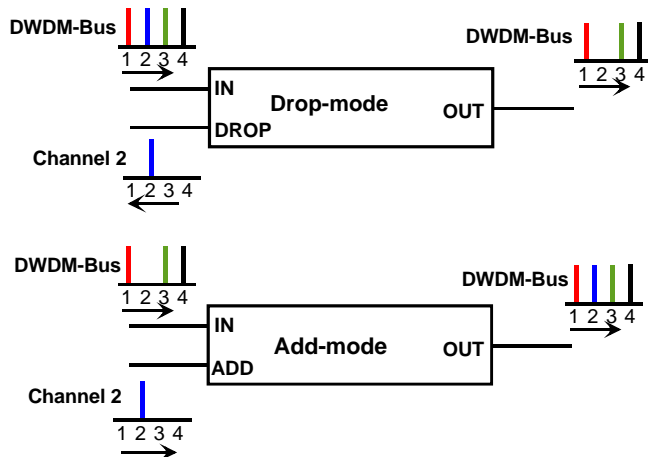 DWDM-Bus
1 2 3 4
IN
DROP
Drop-mode
OUT
DWDM-Bus
1 2 3 4
Channel 2
1 2 3 4
DWDM-Bus
1 2 3 4
IN
ADD
Add-mode
OUT
DWDM-Bus
1 2 3 4
Channel 2
1 2 3 4